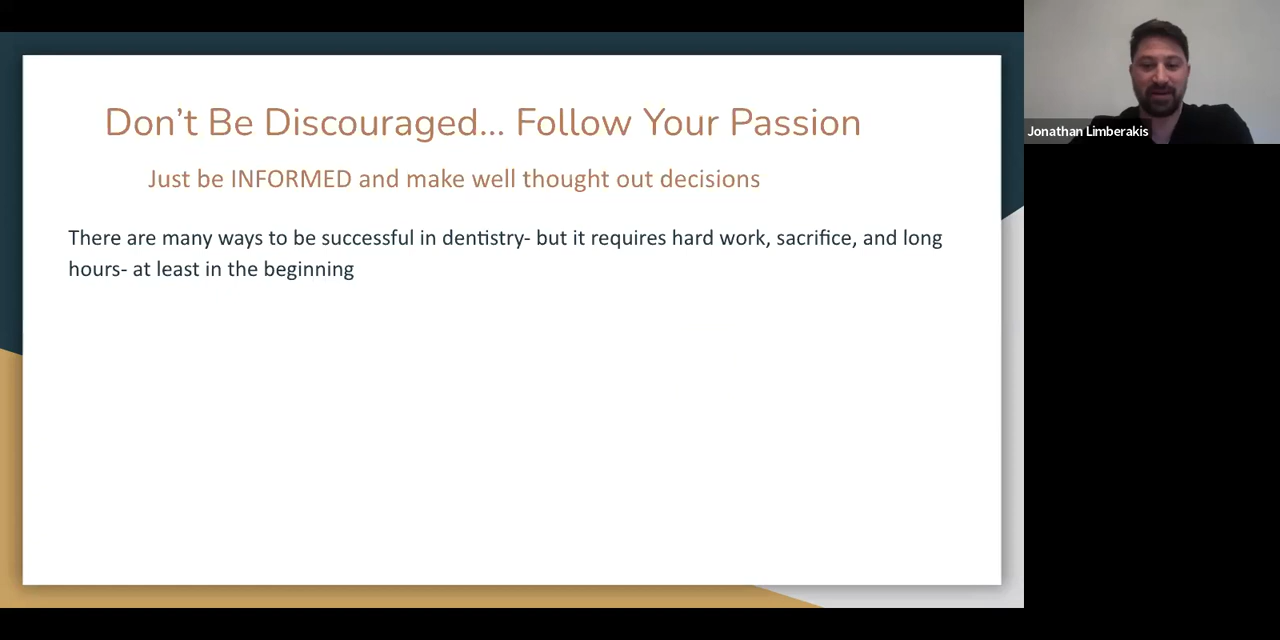 Don’t Be Discouraged... Follow Your Passion
Just be INFORMED and make well thought out decisions
There are many ways to be successful in dentistry- but it requires hard work, sacrifice, and long
hours- at least in the beginning
Jonathan Limberakis